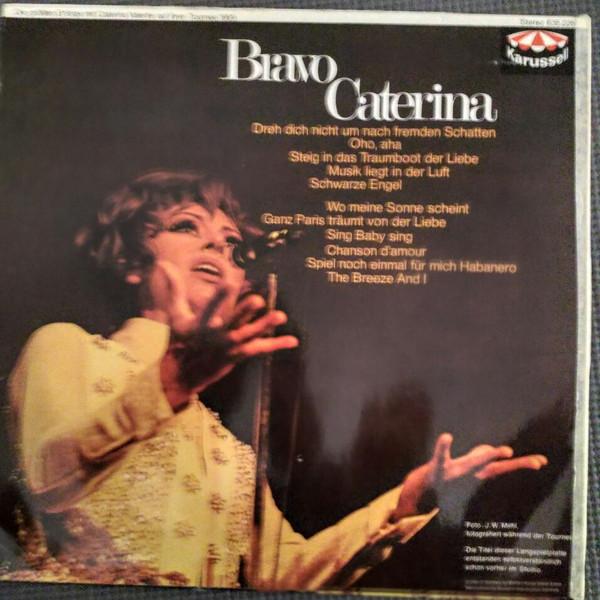 Stereo 635 226
Karussell
Bravo
Caterina
Dreh dich nicht um nach fremden Schatten
Oho, aha
Steig in das Traumboot der Liebe
Musik liegt in der Luft
Schwarze Engel
Wo meine Sonne scheint
Ganz Paris träumt von der Liebe
Sing Baby sing
Chanson d'amour
Spiel noch einmal für mich Habanero
The Breeze And I
Foto: J. W.
fotografiert während der Tournee
Die Titel dieser Langspielplatte
entstanden selbstverständlich
schon vorher im Studio.